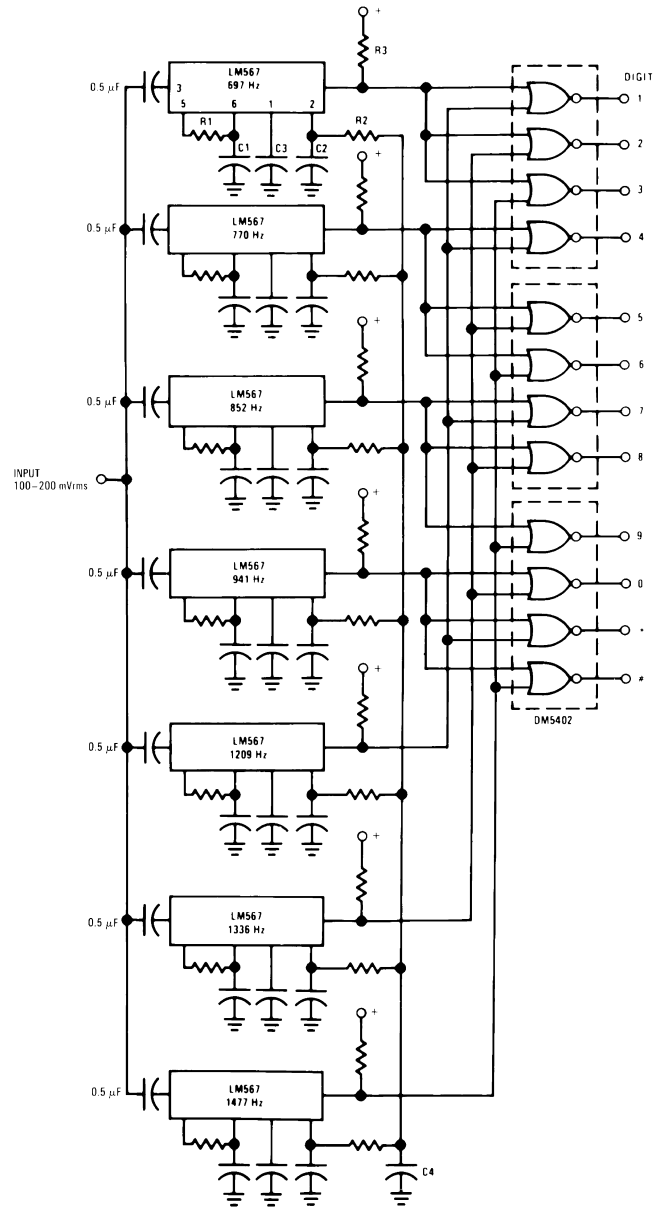 +
R3
DIGIT
0.5 μF
3
LM567
697 Hz
5 6 1 2
R1
R2
C1 C3 C2
1
2
3
4
+
0.5 μF
LM567
770 Hz
+
5
6
7
8
0.5 μF
LM567
852 Hz
INPUT
100–200 mVrms
+
9
0
*
#
DM5402
0.5 μF
LM567
941 Hz
+
0.5 μF
LM567
1209 Hz
+
0.5 μF
LM567
1336 Hz
+
0.5 μF
LM567
1477 Hz
C4